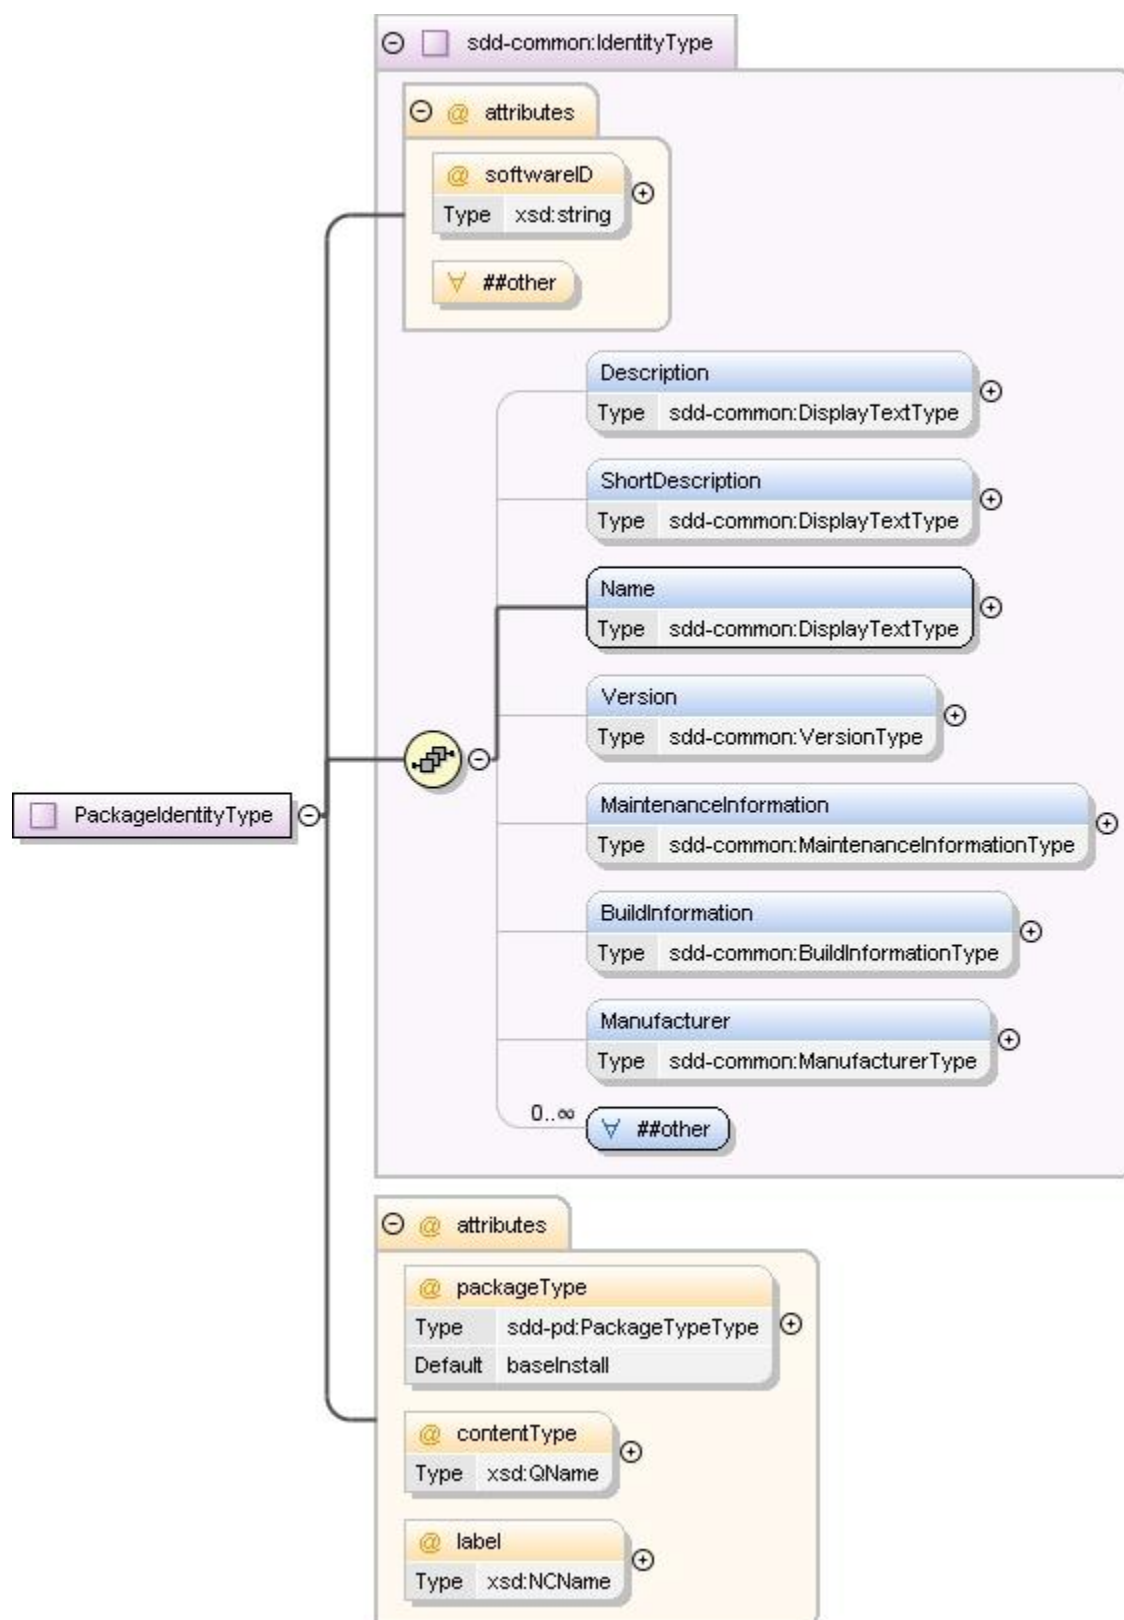 sdd-common:IdentityType
@ attributes
@ softwareID
Type xsd:string
##other
Description
Type sdd-common:DisplayTextType
ShortDescription
Type sdd-common:DisplayTextType
Name
Type sdd-common:DisplayTextType
Version
Type sdd-common:VersionType
MaintenanceInformation
Type sdd-common:MaintenanceInformationType
BuildInformation
Type sdd-common:BuildInformationType
Manufacturer
Type sdd-common:ManufacturerType
0..∞
##other
PackageIdentityType
@ attributes
@ packageType
Type sdd-pd:PackageTypeType
Default baseInstall
@ contentType
Type xsd:QName
@ label
Type xsd:NCName